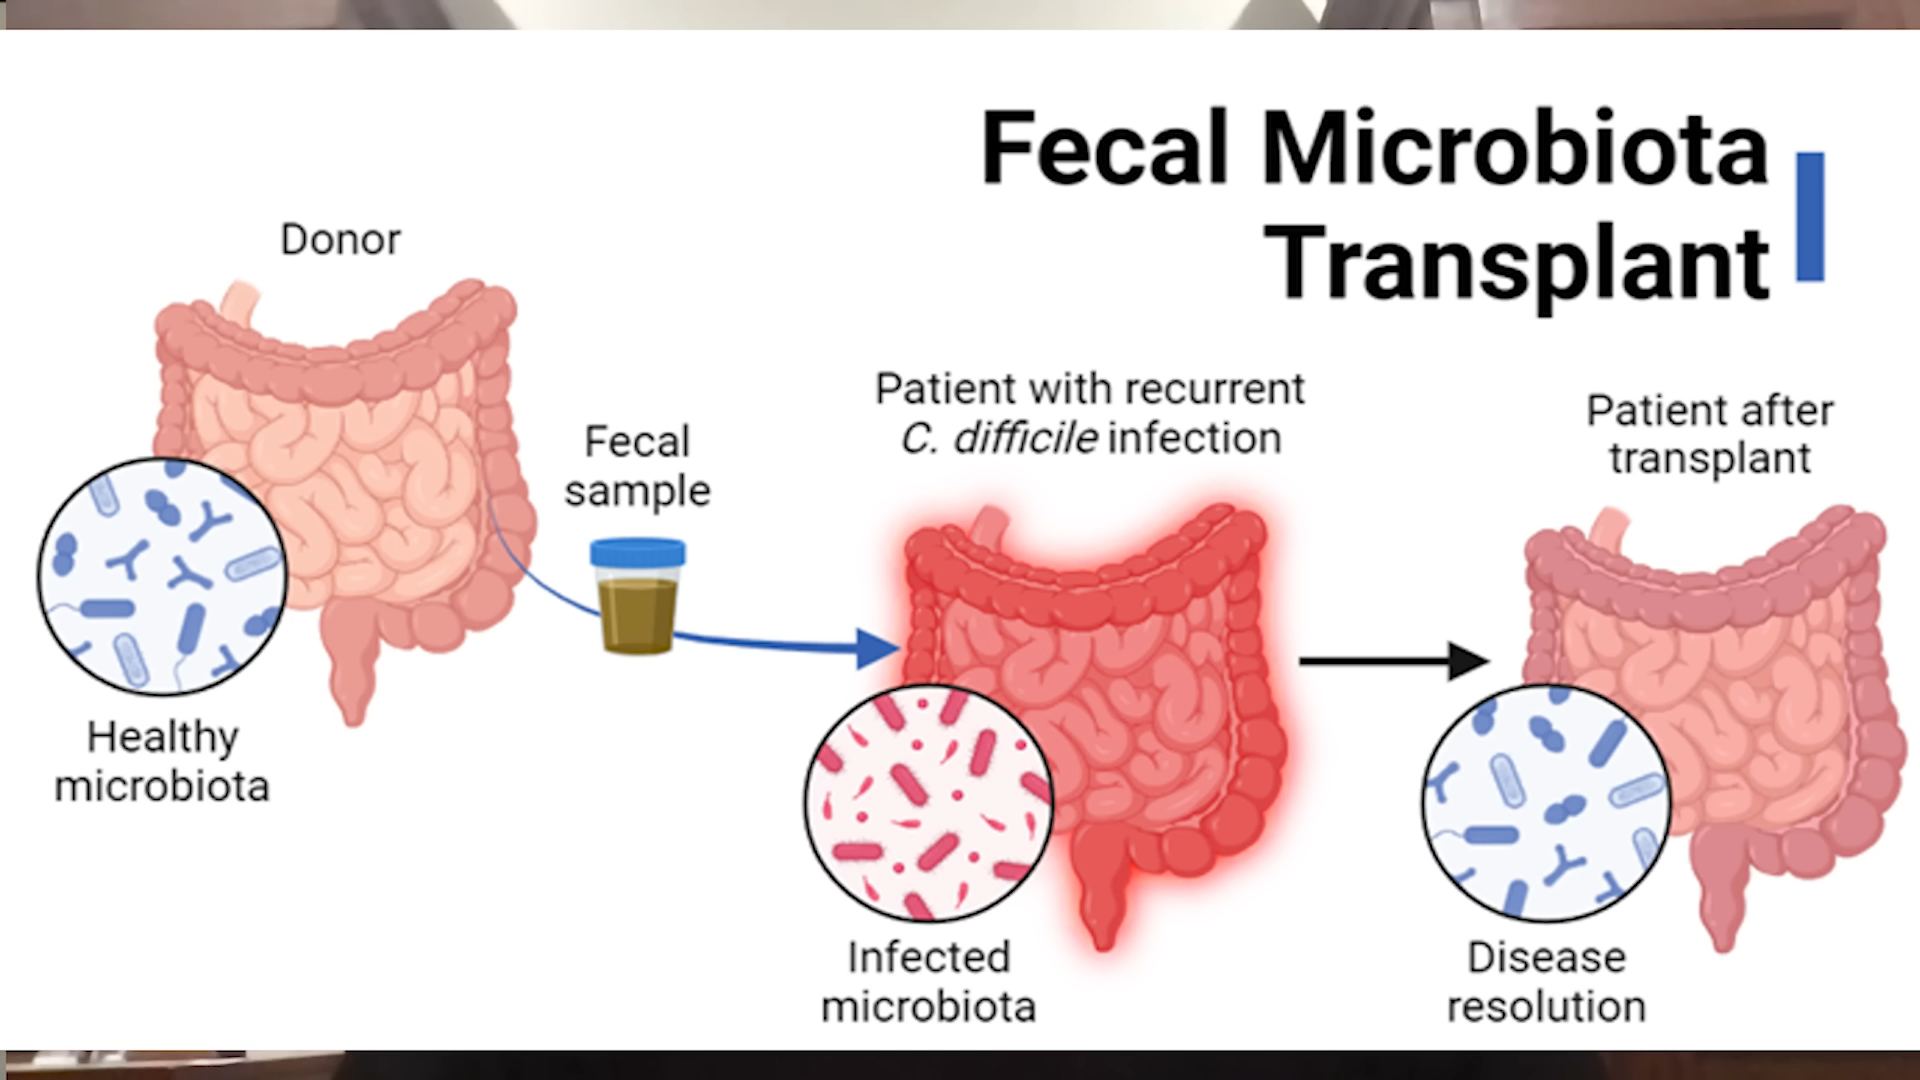 Fecal Microbiota
Transplant
Donor
Healthy
microbiota
Fecal
sample
Patient with recurrent
C. difficile infection
Infected
microbiota
Patient after
transplant
Disease
resolution